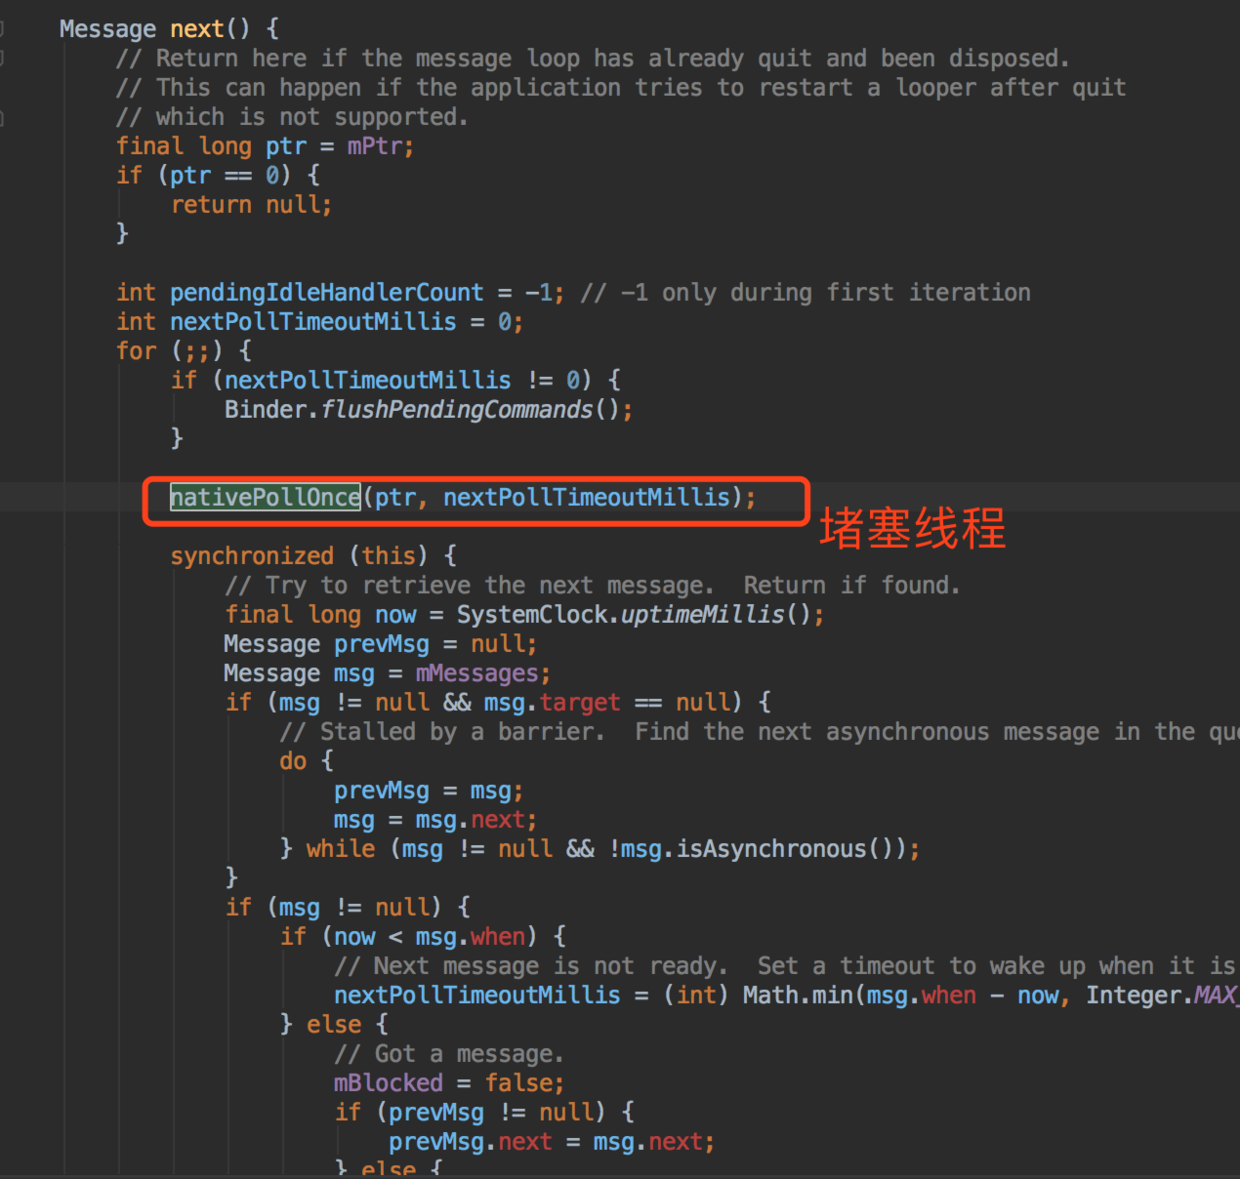 Message next() {
// Return here if the message loop has already quit and been disposed.
// This can happen if the application tries to restart a looper after quit
// which is not supported.
final long ptr = mPtr;
if (ptr == 0) {
return null;
}
int pendingIdleHandlerCount = -1; // -1 only during first iteration
int nextPollTimeoutMillis = 0;
for (;;) {
if (nextPollTimeoutMillis != 0) {
Binder.flushPendingCommands();
}
nativePollOnce(ptr, nextPollTimeoutMillis);
堵塞线程
synchronized (this) {
// Try to retrieve the next message.  Return if found.
final long now = SystemClock.uptimeMillis();
Message prevMsg = null;
Message msg = mMessages;
if (msg != null && msg.target == null) {
// Stalled by a barrier.  Find the next asynchronous message in the que
do {
prevMsg = msg;
msg = msg.next;
} while (msg != null && !msg.isAsynchronous());
}
if (msg != null) {
if (now < msg.when) {
// Next message is not ready.  Set a timeout to wake up when it is
nextPollTimeoutMillis = (int) Math.min(msg.when - now, Integer.MAX_
} else {
// Got a message.
mBlocked = false;
if (prevMsg != null) {
prevMsg.next = msg.next;
} else {